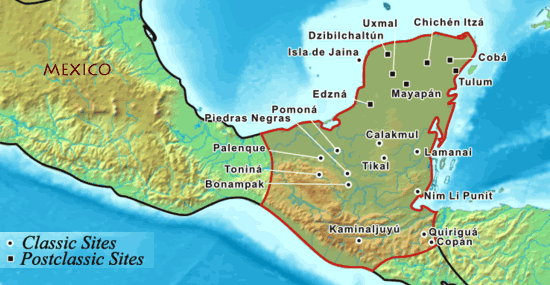 Uxmal
Chichén Itzá
Dzibilchaltún
Isla de Jaina
Cobá
Tulum
MEXICO
Mayapán
Edzná
Pomoná
Piedras Negras
Calakmul
Palenque
Lamanai
Tikal
Toniná
Bonampak
Nim Li Punit
Kaminaljuyú
Quiriguá
Copán
Classic Sites
Postclassic Sites